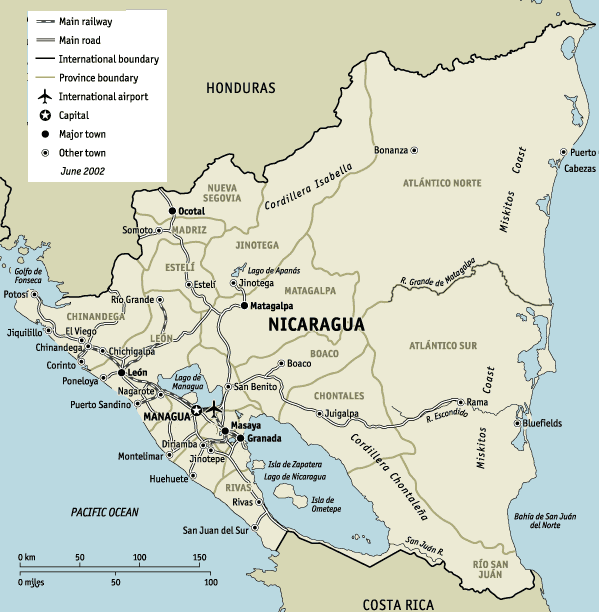 Main railway
Main road
International boundary
Province boundary
International airport
Capital
Major town
Other town
June 2002
HONDURAS
Bonanza
Puerto
Cabezas
Miskitos Coast
ATLÁNTICO NORTE
Cordillera Isabella
NUEVA
SEGOVIA
Ocotal
Somoto
MADRIZ
JINOTEGA
Golfo de
Fonseca
ESTELÍ
Lago de Apanás
R. Grande de Matagalpa
Potosí
Río Grande
Estelí
Jinotega
MATAGALPA
Matagalpa
CHINANDEGA
NICARAGUA
Jiquilillo
El Viego
LEÓN
Chinandega
Chichigalpa
BOACO
ATLÁNTICO SUR
Corinto
León
Boaco
Poneloya
Lago de
Managua
Nagarote
San Benito
CHONTALES
Miskitos Coast
Puerto Sandino
Rama
MANAGUA
Juigalpa
R. Escondido
Masaya
Bluefields
Granada
Diriamba
Cordillera Chontaleña
Montelimar
Jinotepe
Isla de Zapatera
Huehuete
Lago de Nicaragua
RIVAS
Isla de
Ometepe
Rivas
PACIFIC OCEAN
Bahía de San Juán
del Norte
San Juan del Sur
San Juán R.
RÍO SAN
JUÁN
0 km 50 100 150
0 miles 50 100
COSTA RICA